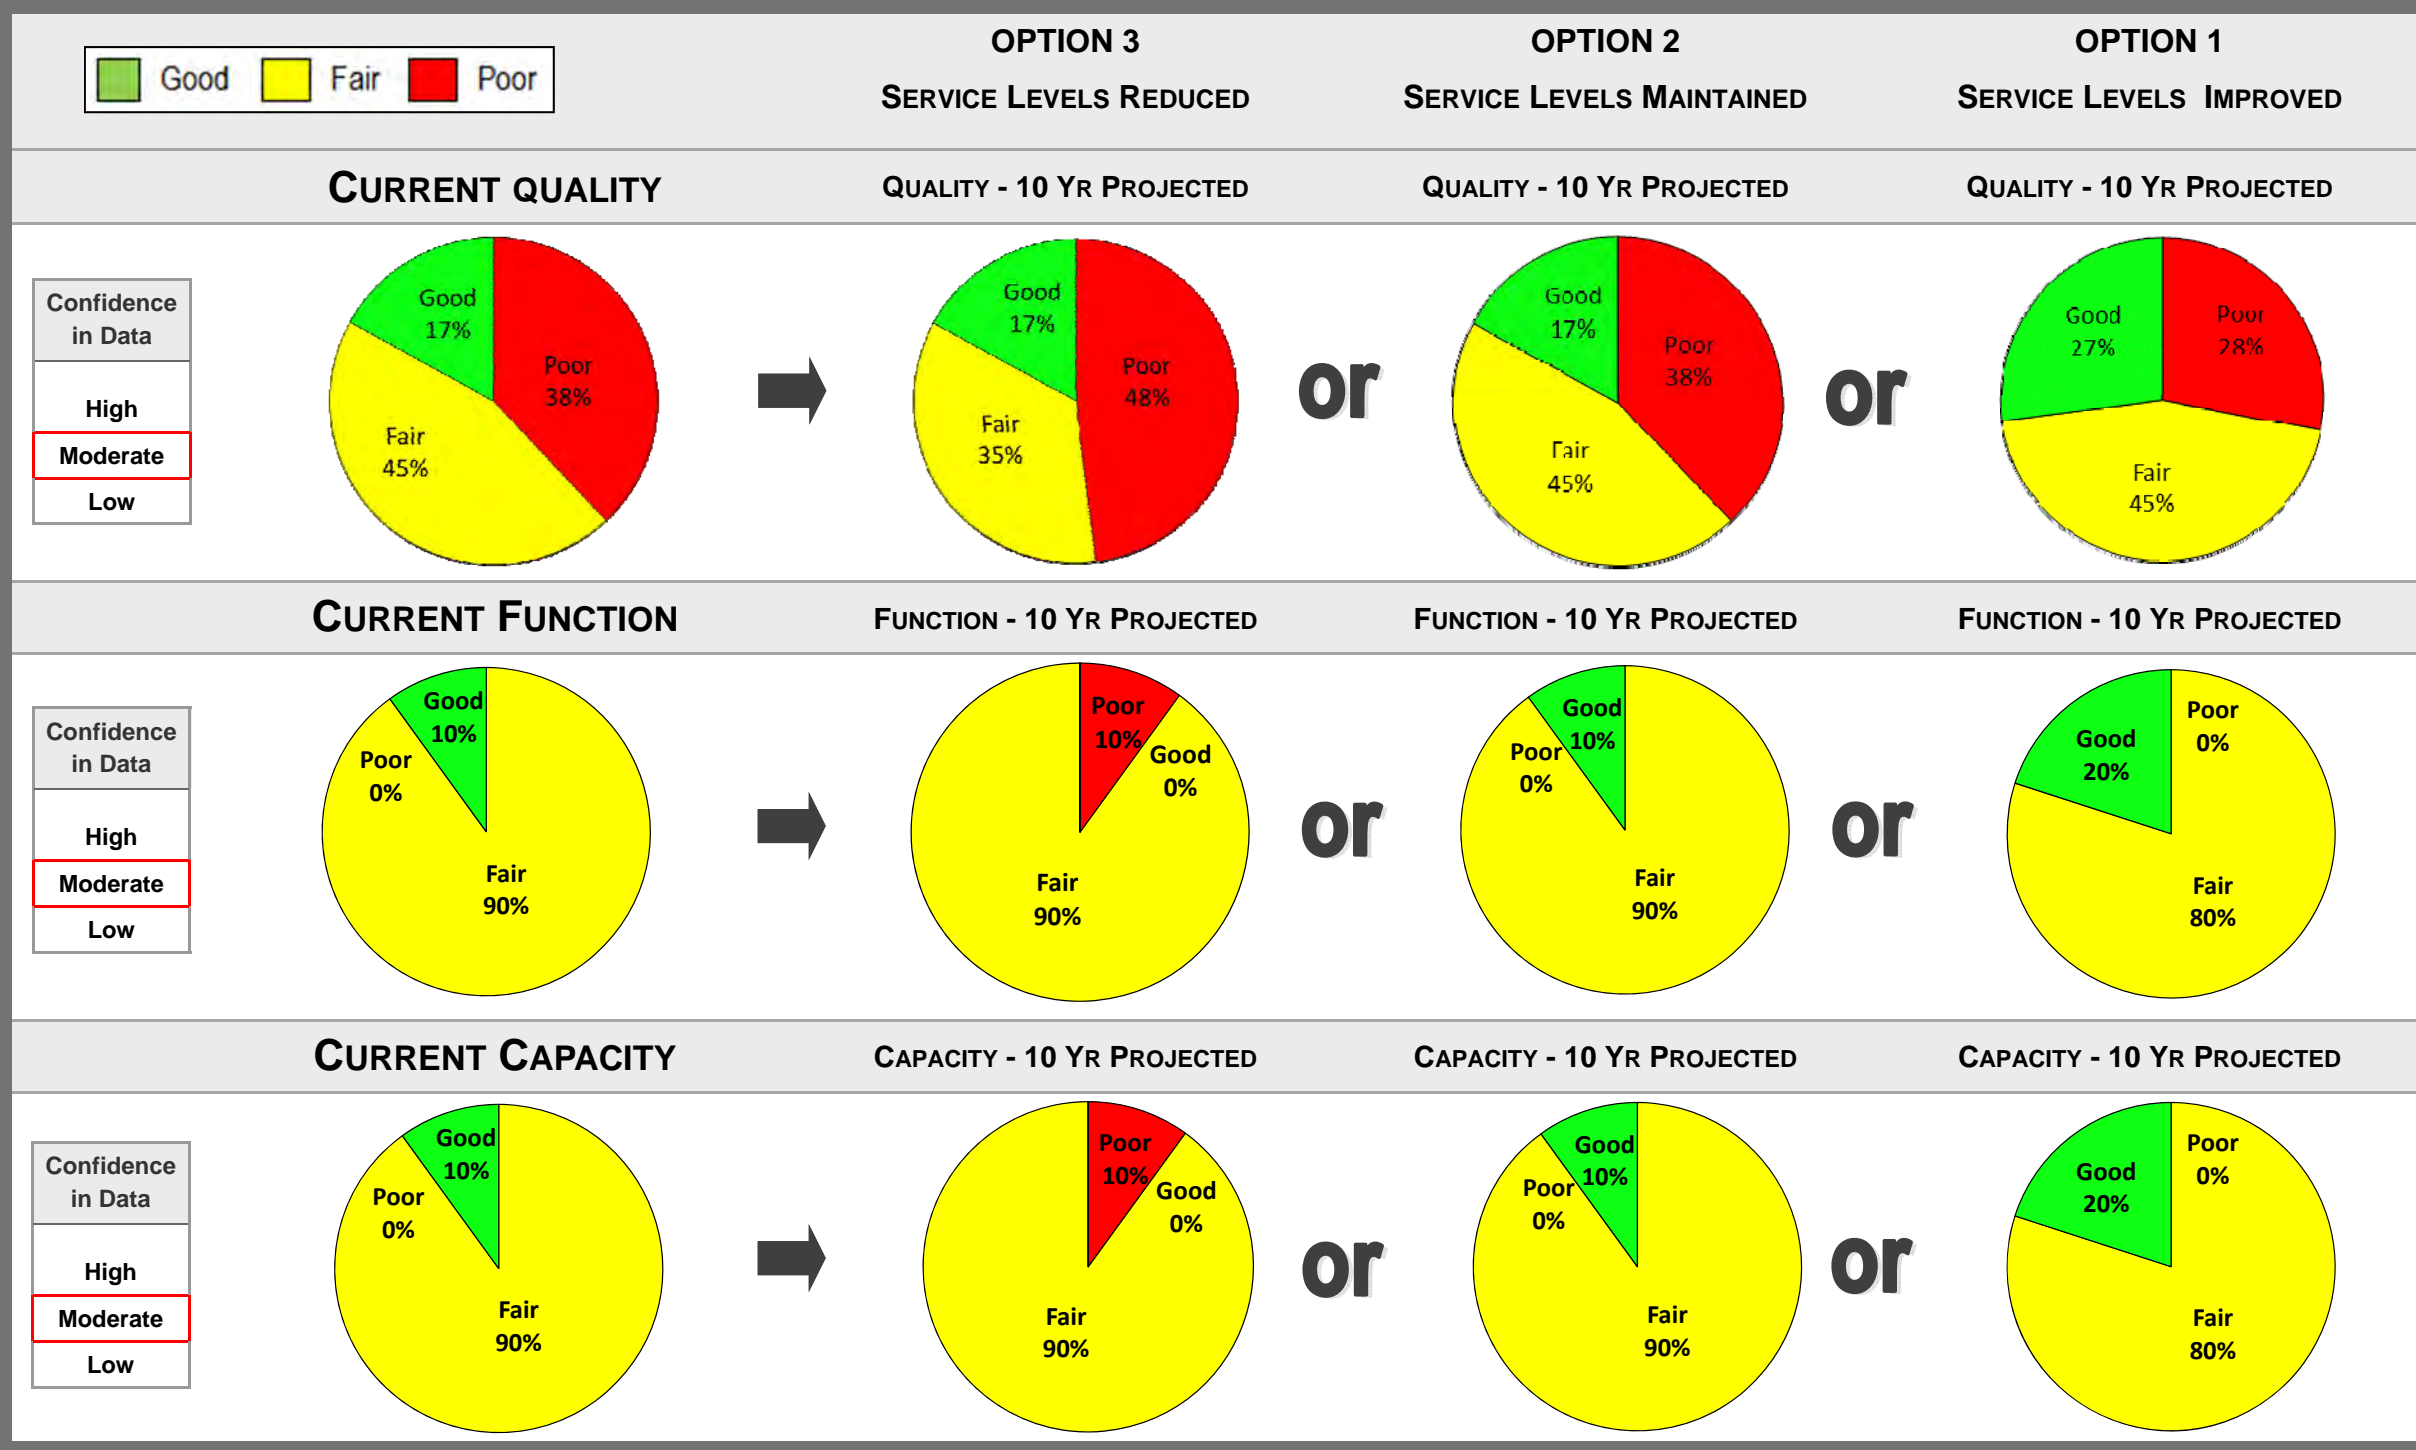 Good Fair Poor
OPTION 3
SERVICE LEVELS REDUCED
OPTION 2
SERVICE LEVELS MAINTAINED
OPTION 1
SERVICE LEVELS IMPROVED
CURRENT QUALITY
QUALITY - 10 YR PROJECTED
QUALITY - 10 YR PROJECTED
QUALITY - 10 YR PROJECTED
Confidence
in Data
High
Moderate
Low
Good
17%
Poor
38%
Fair
45%
Good
17%
Poor
48%
Fair
35%
or
Good
17%
Poor
38%
Fair
45%
or
Good
27%
Poor
28%
Fair
45%
CURRENT FUNCTION
FUNCTION - 10 YR PROJECTED
FUNCTION - 10 YR PROJECTED
FUNCTION - 10 YR PROJECTED
Confidence
in Data
High
Moderate
Low
Good
10%
Poor
0%
Fair
90%
Poor
10%
Good
0%
Fair
90%
or
Good
10%
Poor
0%
Fair
90%
or
Poor
0%
Good
20%
Fair
80%
CURRENT CAPACITY
CAPACITY - 10 YR PROJECTED
CAPACITY - 10 YR PROJECTED
CAPACITY - 10 YR PROJECTED
Confidence
in Data
High
Moderate
Low
Good
10%
Poor
0%
Fair
90%
Poor
10%
Good
0%
Fair
90%
or
Good
10%
Poor
0%
Fair
90%
or
Poor
0%
Good
20%
Fair
80%